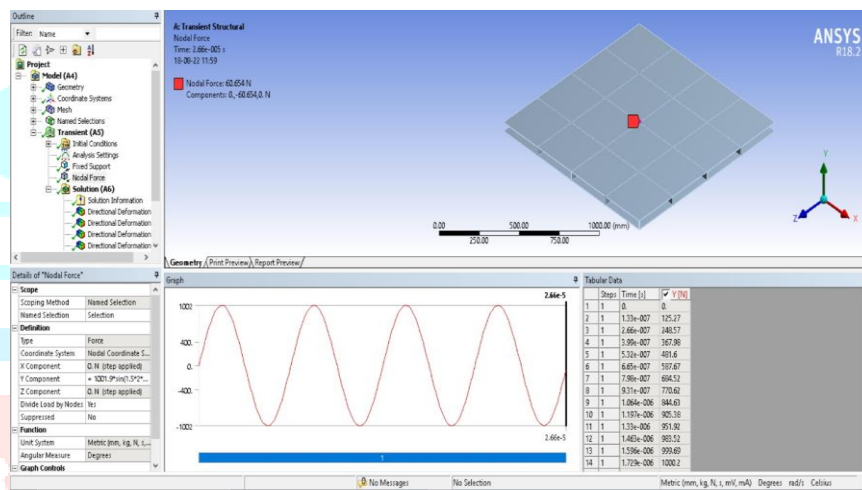 Outline
Filter: Name
Project
Model (A4)
Geometry
Coordinate Systems
Mesh
Named Selections
Transient (A5)
Initial Conditions
Analysis Settings
Fixed Support
Nodal Force
Solution (A6)
Solution Information
Directional Deformation
Directional Deformation
Directional Deformation
Directional Deformation
A: Transient Structural
Nodal Force
Time: 2.66e-005 s
18-08-22 11:59
Nodal Force: 60.654 N
Components: 0.,-60.654,0. N
ANSYS
R18.2
0.00 500.00 1000.00 (mm)
250.00 750.00
Y
Z X
Geometry Print Preview Report Preview
Details of "Nodal Force"
Scope
Scoping Method Named Selection
Named Selection Selection
Definition
Type Force
Coordinate System Nodal Coordinate S...
X Component 0. N (step applied)
Y Component + 1001.9*sin(1.5*2*...
Z Component 0. N (step applied)
Divide Load by Nodes Yes
Suppressed No
Function
Unit System Metric (mm, kg, N, s,...
Angular Measure Degrees
Graph Controls
Graph
2.66e-5
1002
400.
0.
-400.
-1002
2.66e-5
1
Tabular Data
Steps Time [s] Y [N]
1 1 0. 0.
2 1 1.33e-007 125.27
3 1 2.66e-007 248.57
4 1 3.99e-007 367.98
5 1 5.32e-007 481.6
6 1 6.65e-007 587.67
7 1 7.98e-007 684.52
8 1 9.31e-007 770.62
9 1 1.064e-006 844.63
10 1 1.197e-006 905.38
11 1 1.33e-006 951.92
12 1 1.463e-006 983.52
13 1 1.596e-006 999.69
14 1 1.729e-006 1000.2
No Messages
No Selection
Metric (mm, kg, N, s, mV, mA) Degrees rad/s Celsius